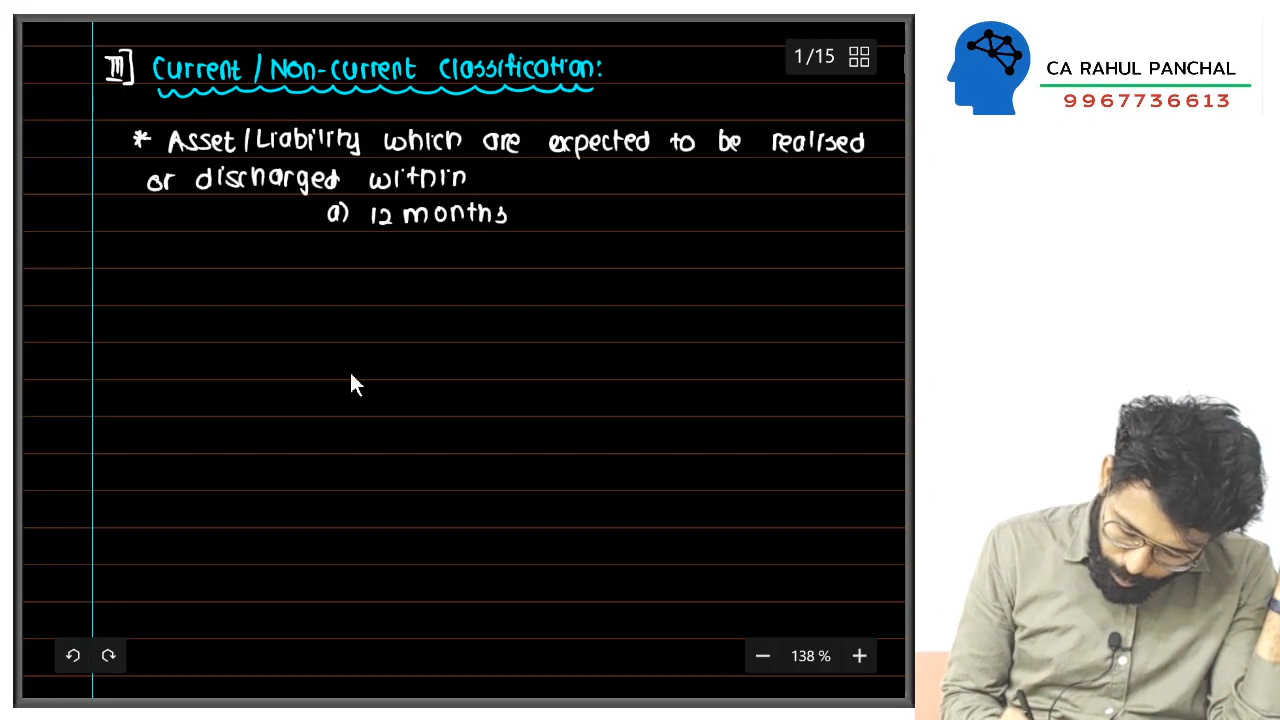 III] Current / Non-current Classification:
1/15
* Asset/Liability which are expected to be realised
or discharged within
a) 12 months
138 %
CA RAHUL PANCHAL
9967736613